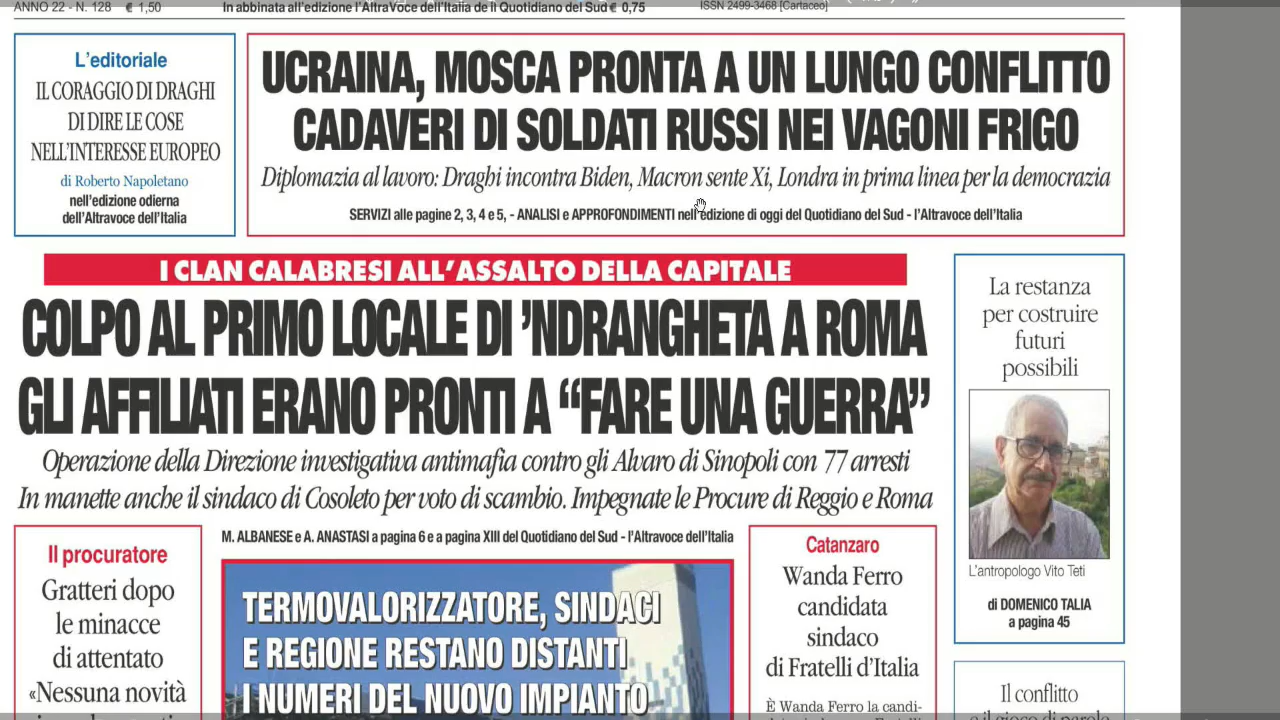 ANNO 22 - N. 128 € 1,50 In abbinata all'edizione l'AltraVoce dell'Italia de il Quotidiano del Sud € 0,75 ISSN 2499-3468 [Cartaceo]
L'editoriale
IL CORAGGIO DI DRAGHI
DI DIRE LE COSE
NELL'INTERESSE EUROPEO
di Roberto Napoletano
nell'edizione odierna
dell'Altravoce dell'Italia
UCRAINA, MOSCA PRONTA A UN LUNGO CONFLITTO
CADAVERI DI SOLDATI RUSSI NEI VAGONI FRIGO
Diplomazia al lavoro: Draghi incontra Biden, Macron sente Xi, Londra in prima linea per la democrazia
SERVIZI alle pagine 2, 3, 4 e 5, - ANALISI e APPROFONDIMENTI nell'edizione di oggi del Quotidiano del Sud - l'Altravoce dell'Italia
I CLAN CALABRESI ALL'ASSALTO DELLA CAPITALE
COLPO AL PRIMO LOCALE DI 'NDRANGHETA A ROMA
GLI AFFILIATI ERANO PRONTI A “FARE UNA GUERRA”
Operazione della Direzione investigativa antimafia contro gli Alvaro di Sinopoli con 77 arresti
In manette anche il sindaco di Cosoleto per voto di scambio. Impegnate le Procure di Reggio e Roma
M. ALBANESE e A. ANASTASI a pagina 6 e a pagina XIII del Quotidiano del Sud - l'Altravoce dell'Italia
Il procuratore
Gratteri dopo
le minacce
di attentato
«Nessuna novità
TERMOVALORIZZATORE, SINDACI
E REGIONE RESTANO DISTANTI
I NUMERI DEL NUOVO IMPIANTO
Catanzaro
Wanda Ferro
candidata
sindaco
di Fratelli d'Italia
È Wanda Ferro la candi-
La restanza
per costruire
futuri
possibili
L'antropologo Vito Teti
di DOMENICO TALIA
a pagina 45
Il conflitto
e il gioco di parole